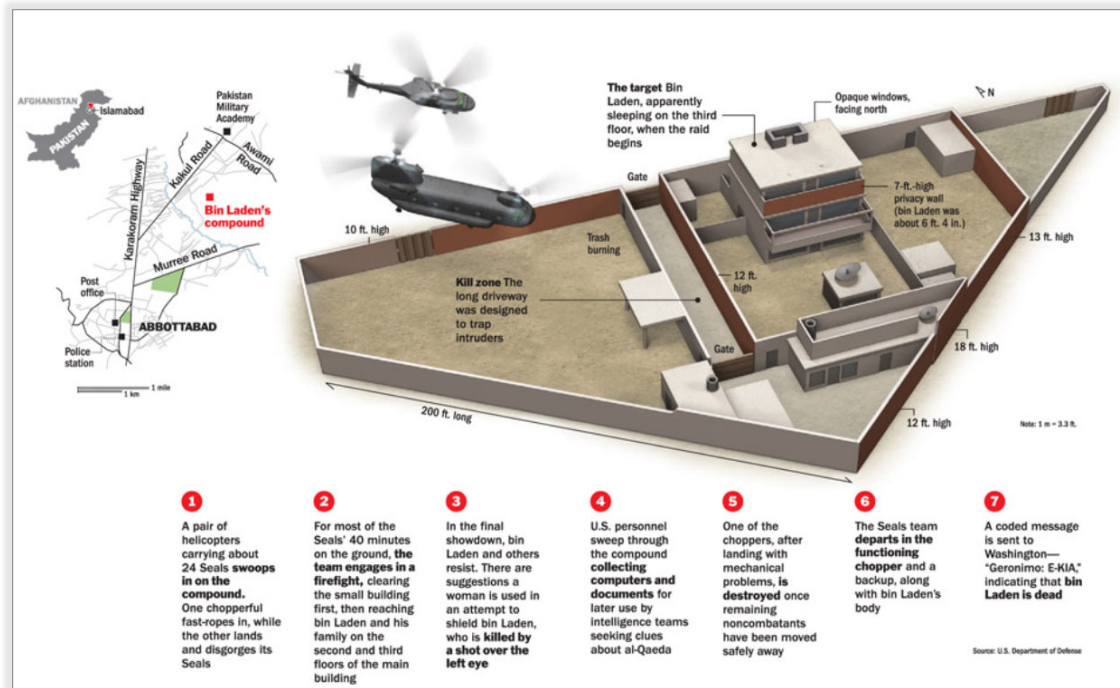 AFGHANISTAN
Islamabad
PAKISTAN
Pakistan
Military
Academy
Kakul Road
Awami
Road
Karakoram Highway
Bin Laden's
compound
Murree Road
Post
office
ABBOTTABAD
Police
station
1 mile
1 km
The target Bin
Laden, apparently
sleeping on the third
floor, when the raid
begins
Opaque windows,
facing north
N
Gate
7-ft.-high
privacy wall
(bin Laden was
about 6 ft. 4 in.)
10 ft. high
Trash
burning
13 ft. high
Kill zone The
long driveway
was designed
to trap
intruders
12 ft.
high
Gate
18 ft. high
200 ft. long
12 ft. high
Note: 1 m = 3.3 ft.
1
A pair of
helicopters
carrying about
24 Seals swoops
in on the
compound.
One chopperful
fast-ropes in, while
the other lands
and disgorges its
Seals
2
For most of the
Seals' 40 minutes
on the ground, the
team engages in a
firefight, clearing
the small building
first, then reaching
bin Laden and his
family on the
second and third
floors of the main
building
3
In the final
showdown, bin
Laden and others
resist. There are
suggestions a
woman is used in
an attempt to
shield bin Laden,
who is killed by
a shot over the
left eye
4
U.S. personnel
sweep through
the compound
collecting
computers and
documents for
later use by
intelligence teams
seeking clues
about al-Qaeda
5
One of the
choppers, after
landing with
mechanical
problems, is
destroyed once
remaining
noncombatants
have been moved
safely away
6
The Seals team
departs in the
functioning
chopper and a
backup, along
with bin Laden's
body
7
A coded message
is sent to
Washington—
"Geronimo: E-KIA,"
indicating that bin
Laden is dead
Source: U.S. Department of Defense